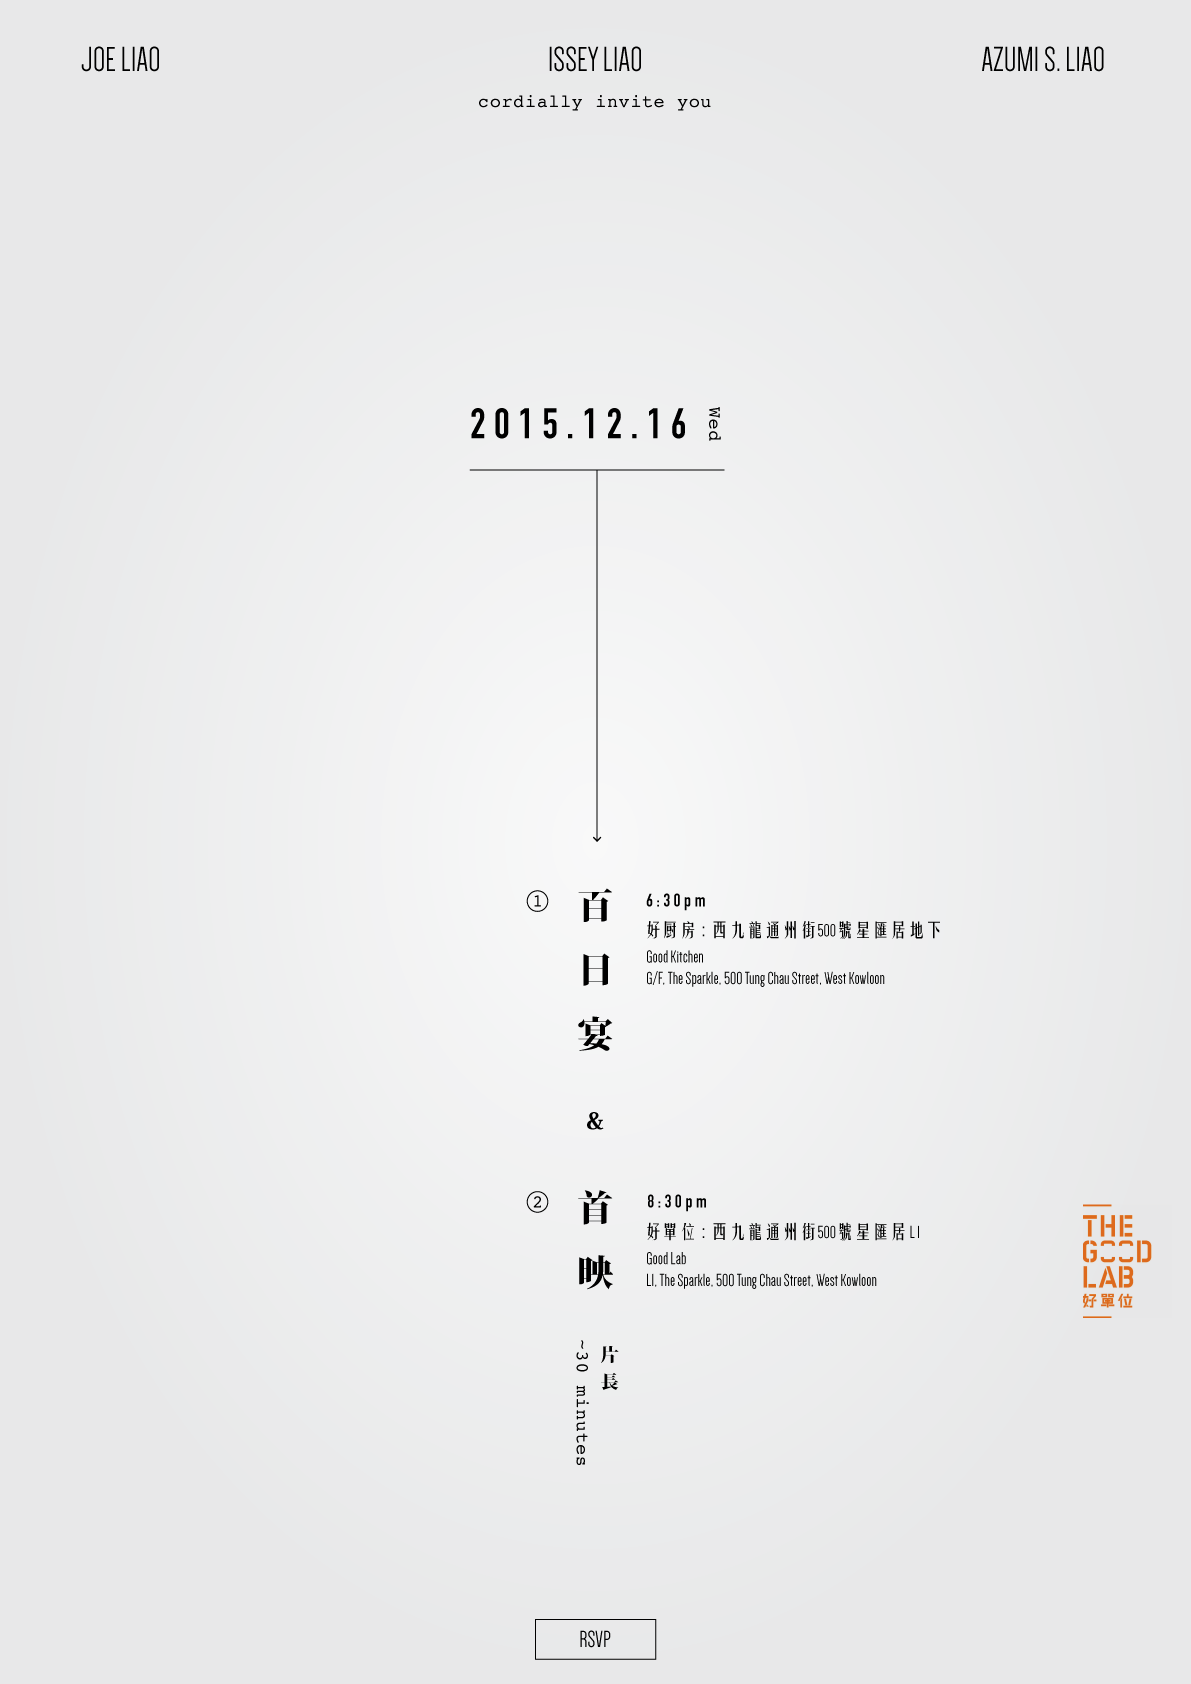 JOE LIAO
ISSEY LIAO
AZUMI S. LIAO
cordially invite you
2015.12.16 Wed
① 百日宴
6:30pm
好厨房：西九龍通州街500號星匯居地下
Good Kitchen
G/F, The Sparkle, 500 Tung Chau Street, West Kowloon
&
② 首映
8:30pm
好單位：西九龍通州街500號星匯居L1
Good Lab
L1, The Sparkle, 500 Tung Chau Street, West Kowloon
片長
~30 minutes
THE
GOOD
LAB
好單位
RSVP